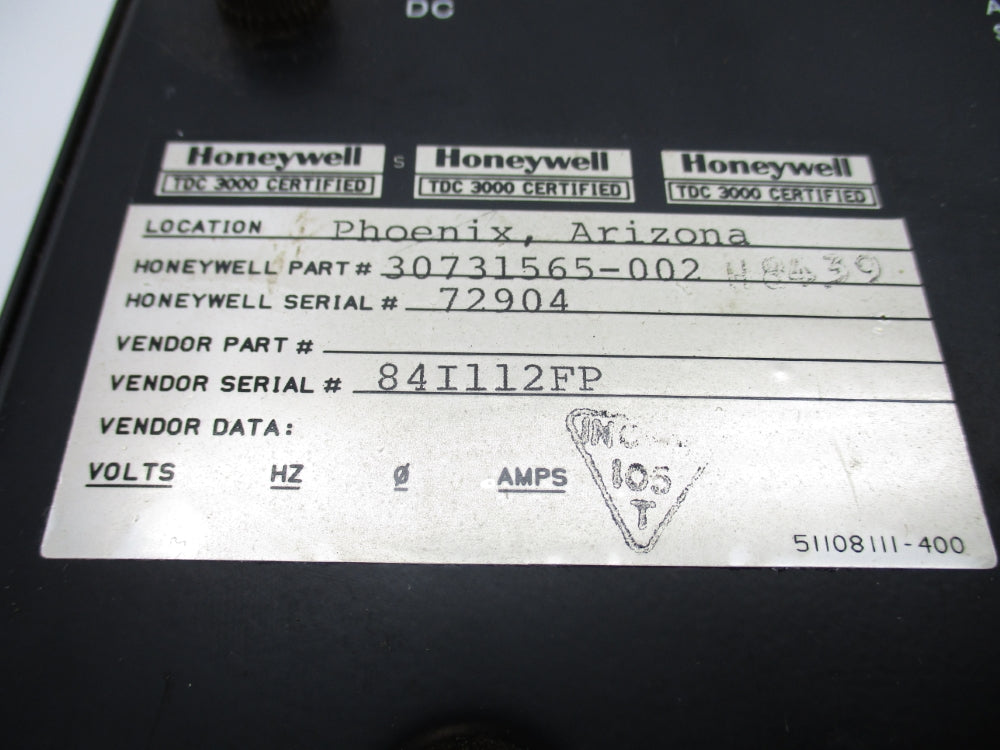 DC
Honeywell S Honeywell Honeywell
TDC 3000 CERTIFIED TDC 3000 CERTIFIED TDC 3000 CERTIFIED
LOCATION Phoenix, Arizona
HONEYWELL PART# 30731565-002 H8439
HONEYWELL SERIAL # 72904
VENDOR PART #
VENDOR SERIAL # 84I112FP
VENDOR DATA:
VOLTS HZ Ø AMPS
105
T
51108111-400